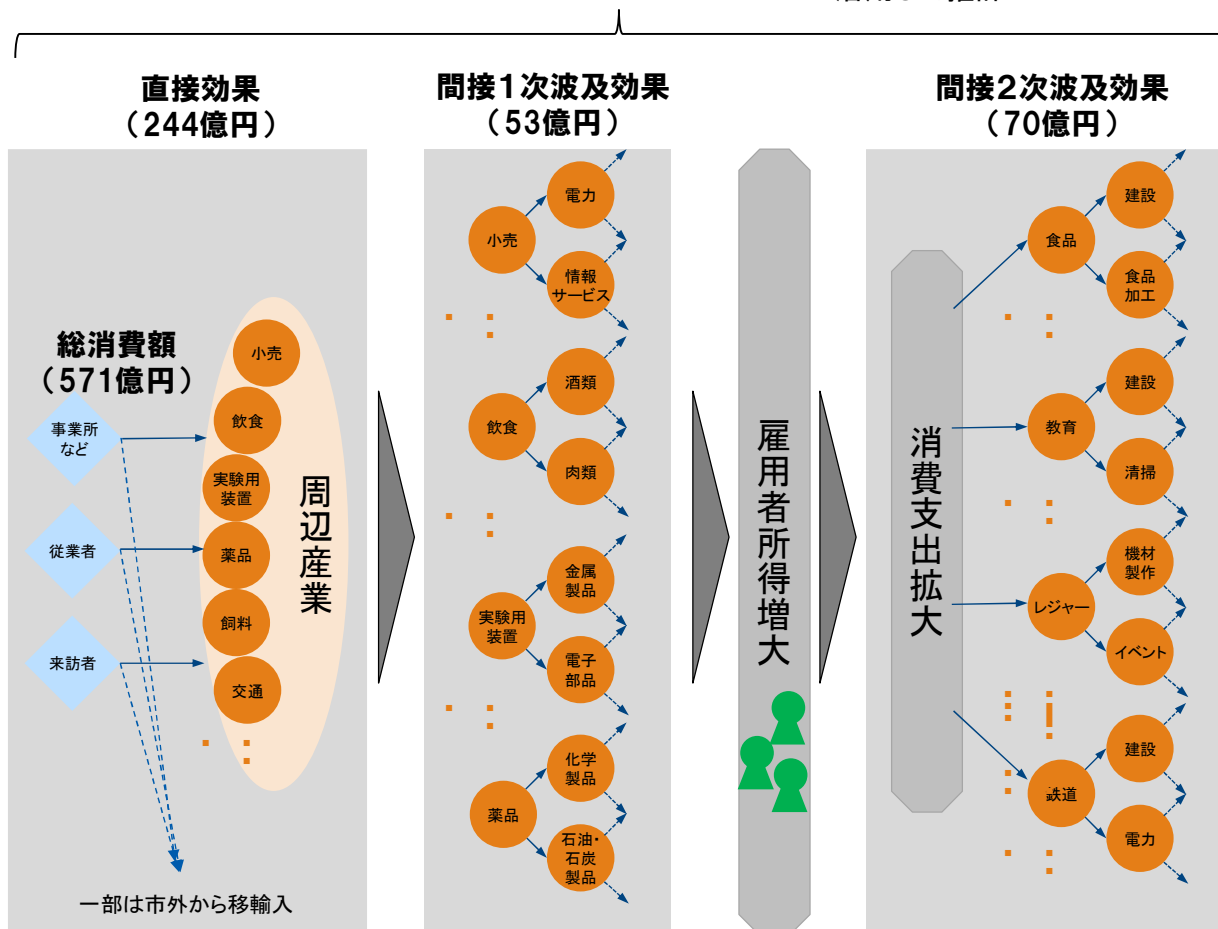 直接効果
（244億円）
間接１次波及効果
（53億円）
間接２次波及効果
（70億円）
総消費額
（571億円）
事業所
など
従業者
来訪者
小売
飲食
実験用
装置
薬品
飼料
交通
周辺産業
一部は市外から移輸入
小売
電力
情報
サービス
飲食
酒類
肉類
実験用
装置
金属
製品
電子
部品
薬品
化学
製品
石油・
石炭
製品
雇用者所得増大
消費支出拡大
食品
建設
食品
加工
教育
建設
清掃
レジャー
機材
製作
イベント
鉄道
建設
電力